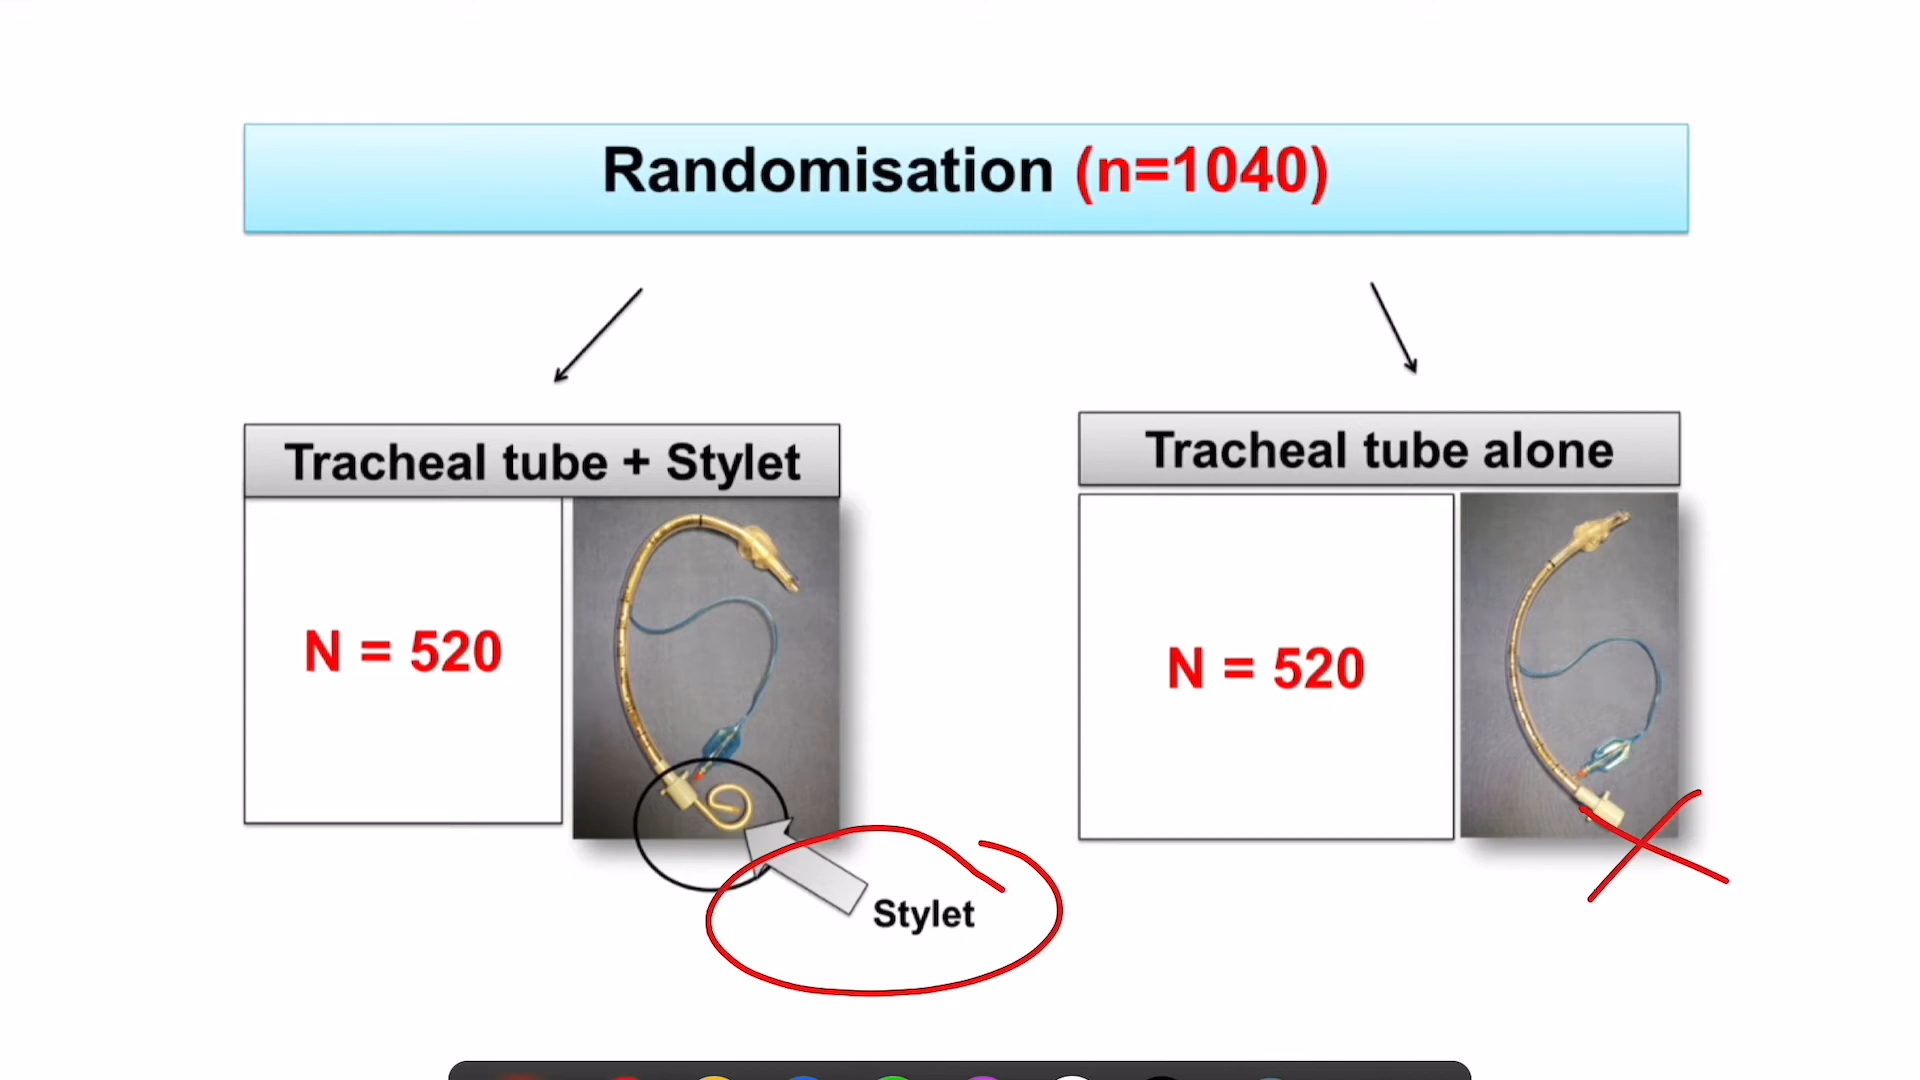 Randomisation (n=1040)
Tracheal tube + Stylet
Tracheal tube alone
N = 520
N = 520
Stylet